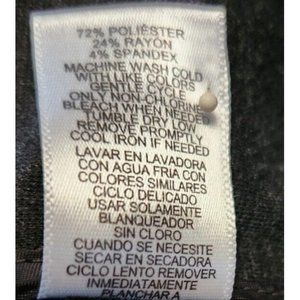 72% POLIÉSTER
24% RAYON
4% SPANDEX
MACHINE WASH COLD
WITH LIKE COLORS
GENTLE CYCLE
ONLY NON-CHLORINE
BLEACH WHEN NEEDED
TUMBLE DRY LOW
REMOVE PROMPTLY
COOL IRON IF NEEDED
LAVAR EN LAVADORA
CON AGUA FRIA CON
COLORES SIMILARES
CICLO DELICADO
USAR SOLAMENTE
BLANQUEADOR
SIN CLORO
CUANDO SE NECESITE
SECAR EN SECADORA
CICLO LENTO REMOVER
INMEDIATAMENTE
PLANCHAR A